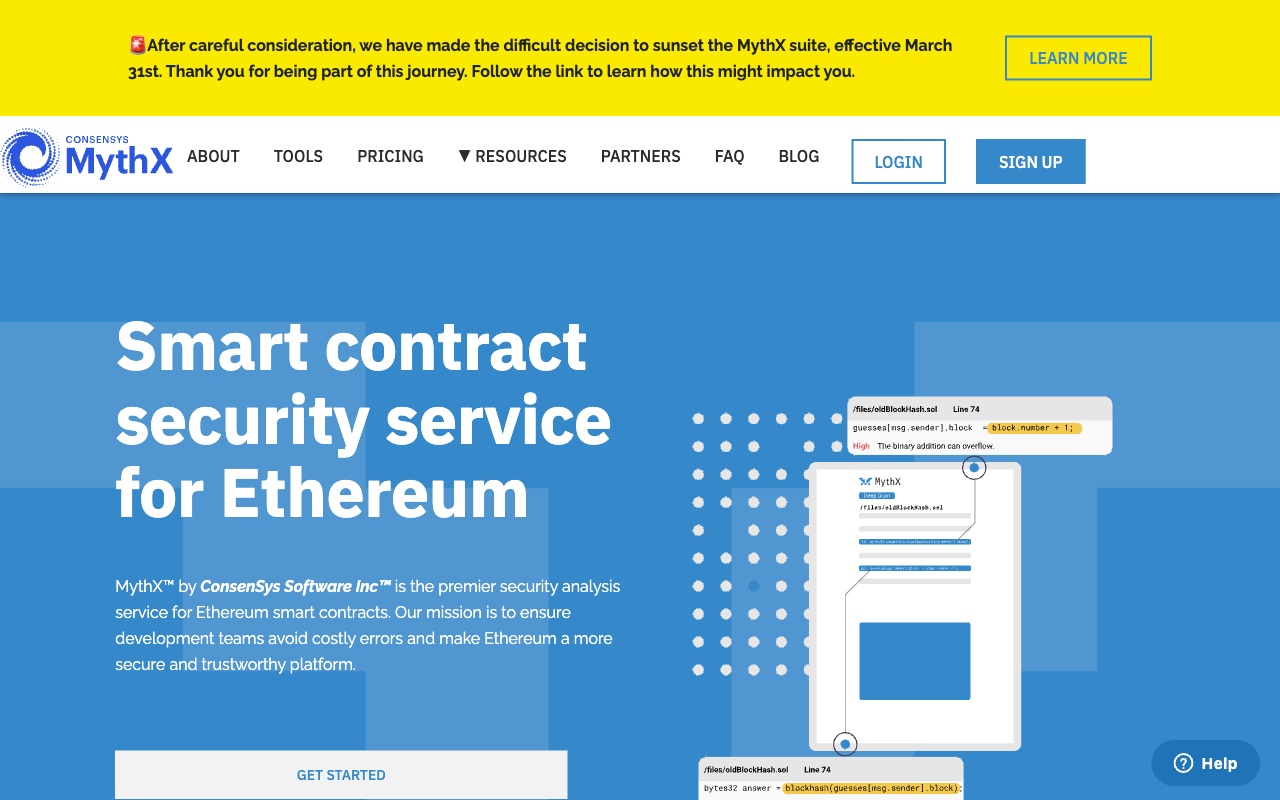 🚨After careful consideration, we have made the difficult decision to sunset the MythX suite, effective March
31st. Thank you for being part of this journey. Follow the link to learn how this might impact you.
LEARN MORE
CONSENSYS
MythX
ABOUT
TOOLS
PRICING
▼ RESOURCES
PARTNERS
FAQ
BLOG
LOGIN
SIGN UP
Smart contract
security service
for Ethereum
MythX™ by ConsenSys Software Inc™ is the premier security analysis
service for Ethereum smart contracts. Our mission is to ensure
development teams avoid costly errors and make Ethereum a more
secure and trustworthy platform.
GET STARTED
/files/oldBlockHash.sol Line 74
guesses[msg.sender].block = block.number + 1;
High The binary addition can overflow.
MythX
Deep Scan
/files/oldBlockHash.sol
/files/oldBlockHash.sol Line 74
bytes32 answer = blockhash(guesses[msg.sender].block);
Help